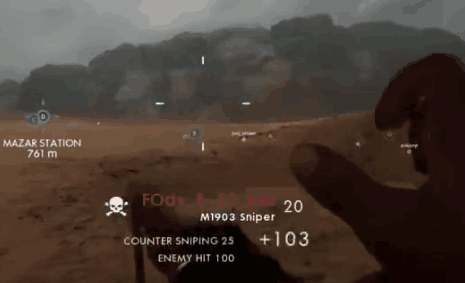 MAZAR STATION
761 m
20
M1903 Sniper
COUNTER SNIPING 25 +103
ENEMY HIT 100